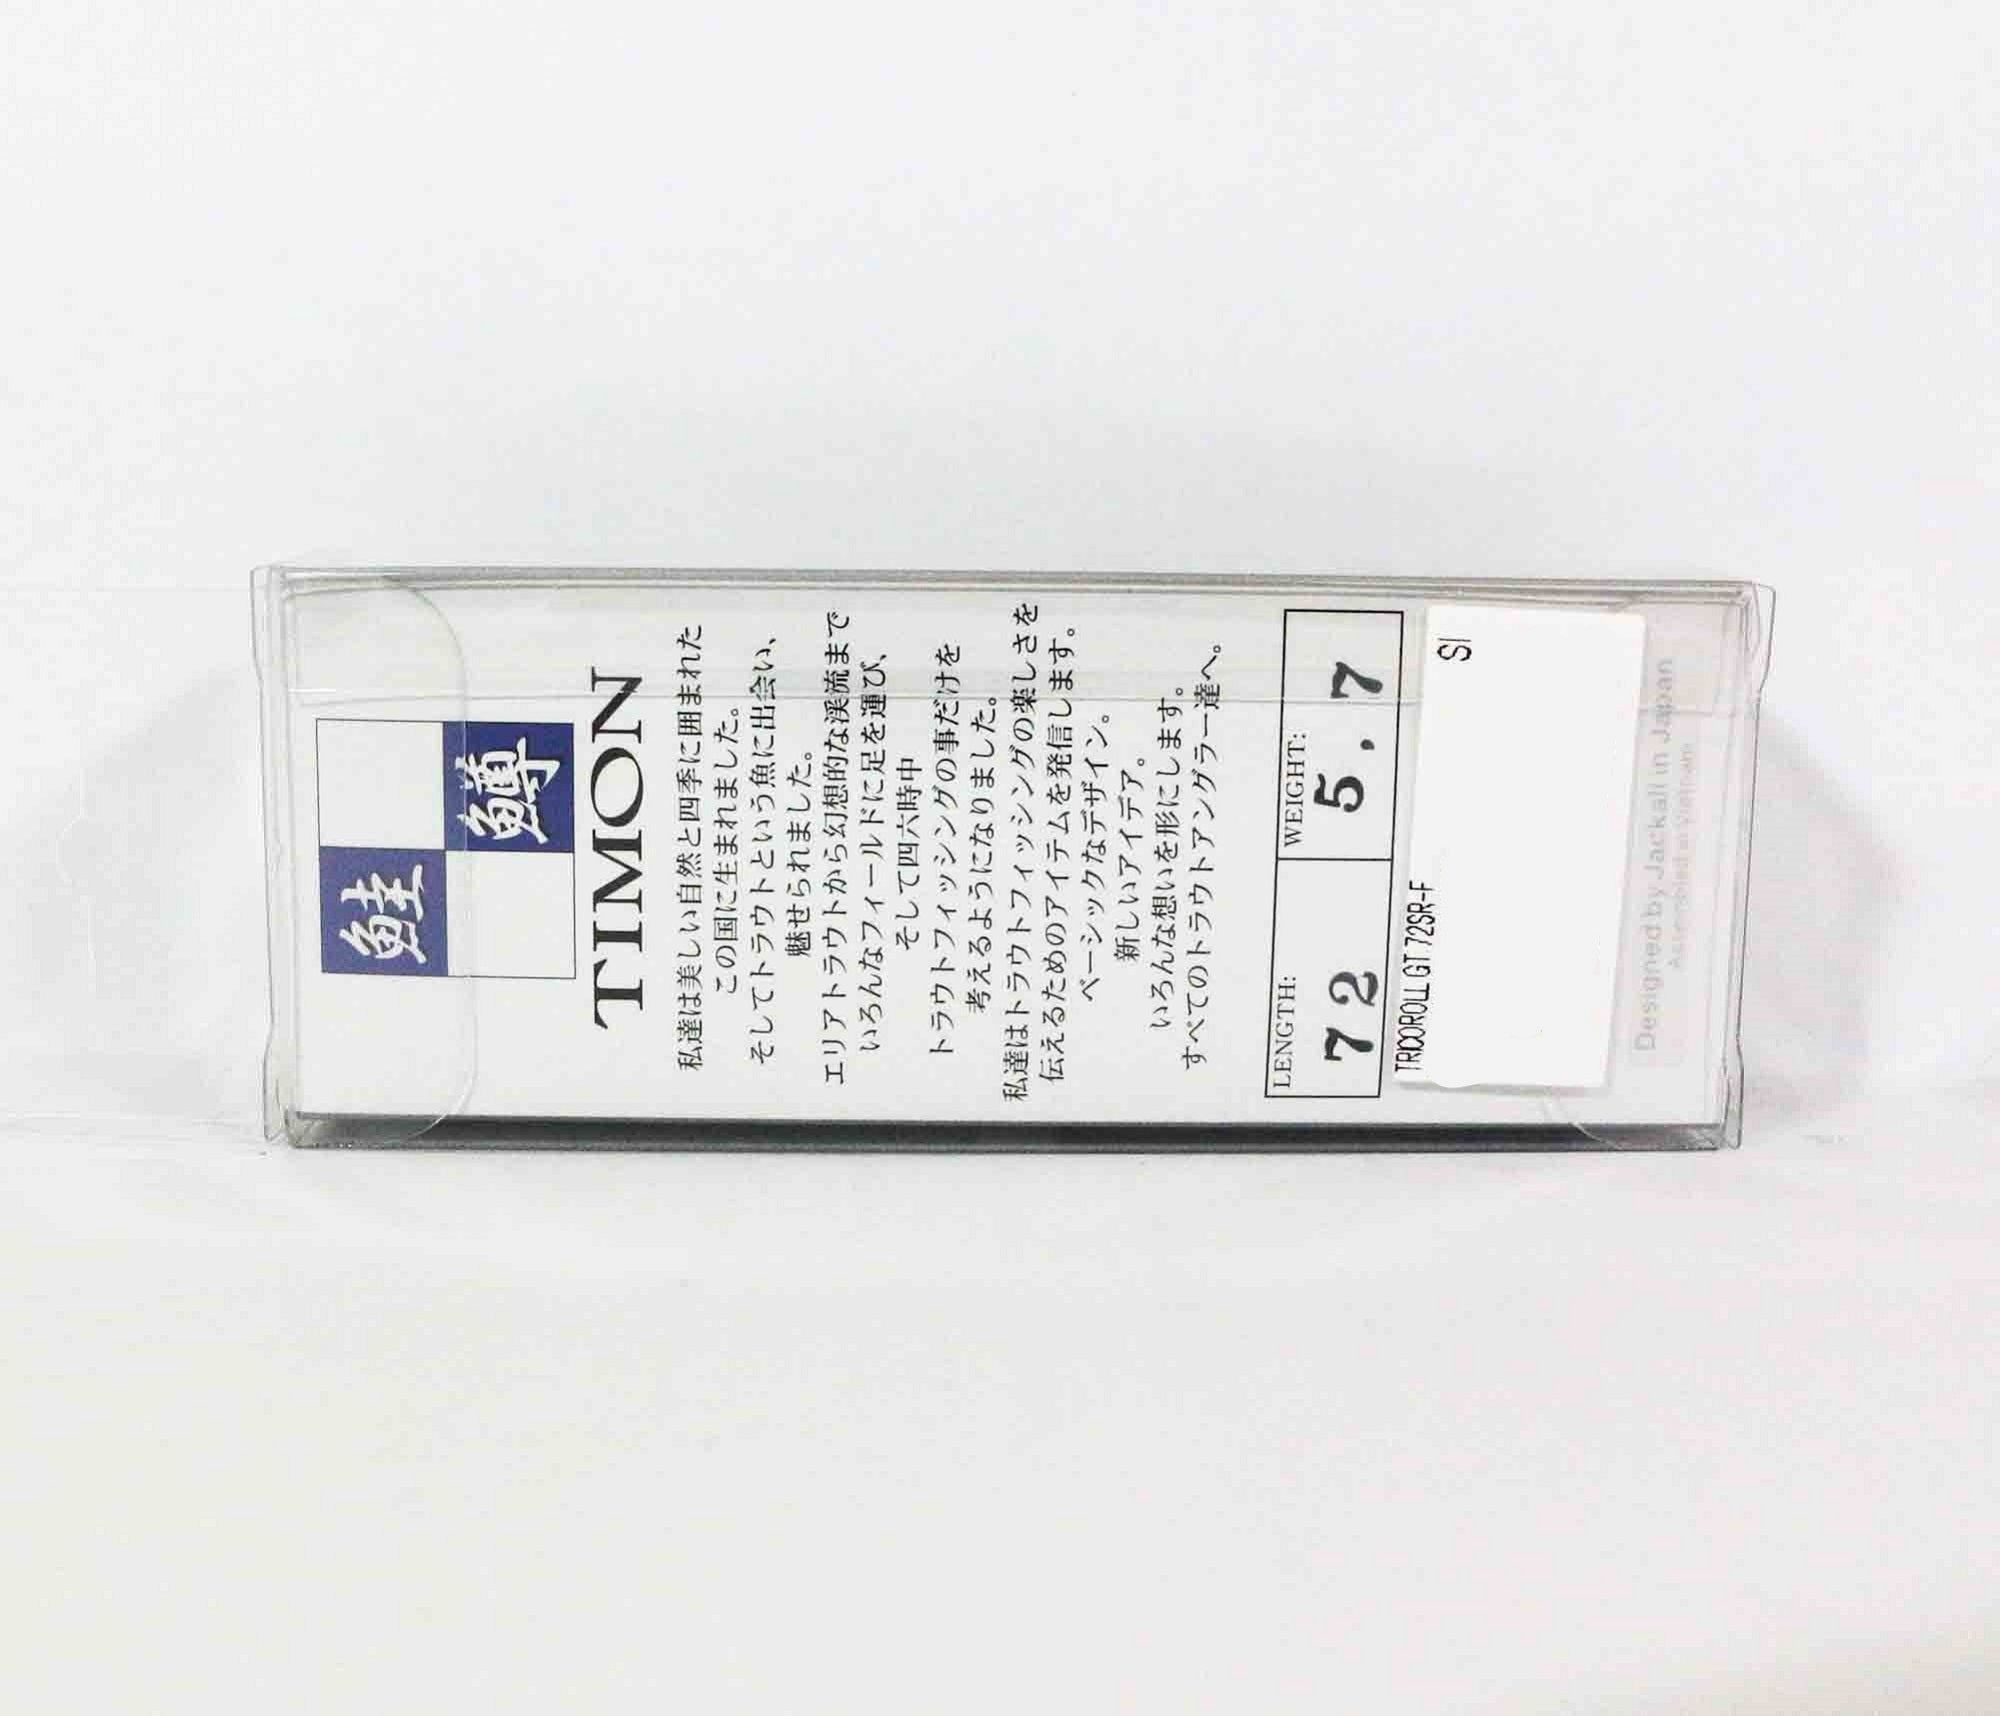 鮭
鱒
TIMON
私達は美しい自然と四季に囲まれた
この国に生まれました。
そしてトラウトという魚に出会い、
魅せられました。
エリアトラウトから幻想的な渓流まで
いろんなフィールドに足を運び、
そして四六時中
トラウトフィッシングの事だけを
考えるようになりました。
私達はトラウトフィッシングの楽しさを
伝えるためのアイテムを発信します。
ベーシックなデザイン。
新しいアイデア。
いろんな想いを形にします。
すべてのトラウトアングラー達へ。
LENGTH: WEIGHT:
72 5.7
TRICOROLL GT 72SR-F
SI
Designed by Jackall in Japan
Assembled in Vietnam